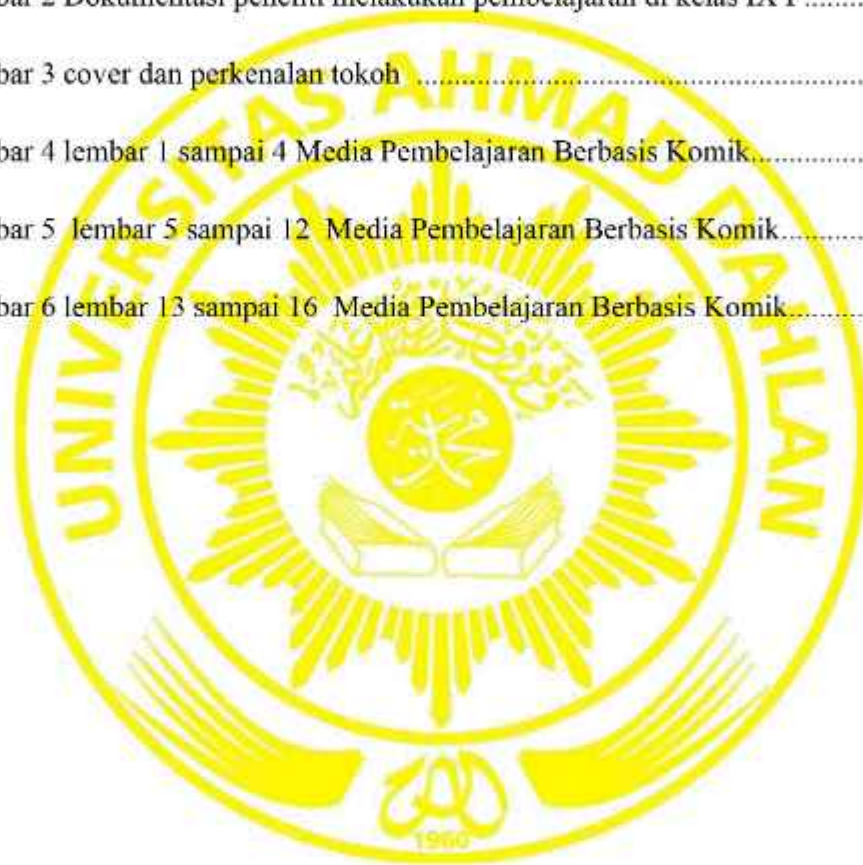 bar 2 Dokumentasi peneliti melakukan pembelajaran di kelas IX F..........
bar 3 cover dan perkenalan tokoh ..........................................................
bar 4 lembar 1 sampai 4 Media Pembelajaran Berbasis Komik................
bar 5 lembar 5 sampai 12 Media Pembelajaran Berbasis Komik............
bar 6 lembar 13 sampai 16 Media Pembelajaran Berbasis Komik...........
UNIVERSITAS AHMAD DAHLAN
محمد
1960